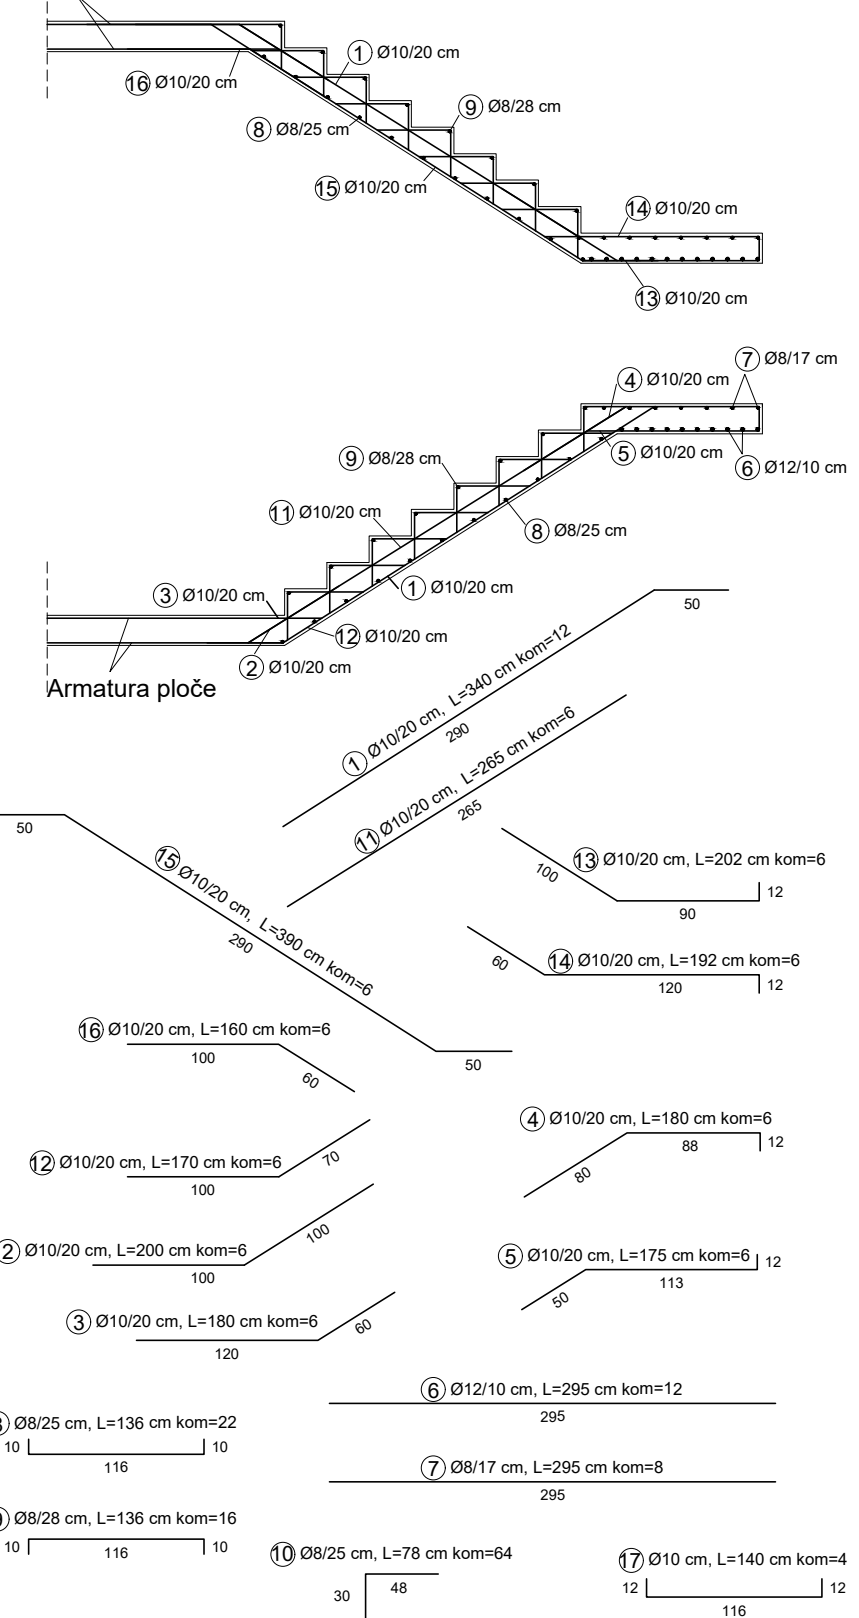 1 Ø10/20 cm
16 Ø10/20 cm
9 Ø8/28 cm
8 Ø8/25 cm
15 Ø10/20 cm
14 Ø10/20 cm
13 Ø10/20 cm
7 Ø8/17 cm
4 Ø10/20 cm
5 Ø10/20 cm
6 Ø12/10 cm
9 Ø8/28 cm
11 Ø10/20 cm
8 Ø8/25 cm
1 Ø10/20 cm
3 Ø10/20 cm
12 Ø10/20 cm
2 Ø10/20 cm
Armatura ploče
50
1 Ø10/20 cm, L=340 cm kom=12
290
11 Ø10/20 cm, L=265 cm kom=6
265
50
15 Ø10/20 cm, L=390 cm kom=6
290
50
13 Ø10/20 cm, L=202 cm kom=6
100
90
12
14 Ø10/20 cm, L=192 cm kom=6
60
120
12
16 Ø10/20 cm, L=160 cm kom=6
100
60
4 Ø10/20 cm, L=180 cm kom=6
80
88
12
12 Ø10/20 cm, L=170 cm kom=6
100
70
2 Ø10/20 cm, L=200 cm kom=6
100
100
5 Ø10/20 cm, L=175 cm kom=6
50
113
12
3 Ø10/20 cm, L=180 cm kom=6
120
60
6 Ø12/10 cm, L=295 cm kom=12
295
8 Ø8/25 cm, L=136 cm kom=22
10
116
10
7 Ø8/17 cm, L=295 cm kom=8
295
9 Ø8/28 cm, L=136 cm kom=16
10
116
10
10 Ø8/25 cm, L=78 cm kom=64
30
48
17 Ø10 cm, L=140 cm kom=4
12
116
12